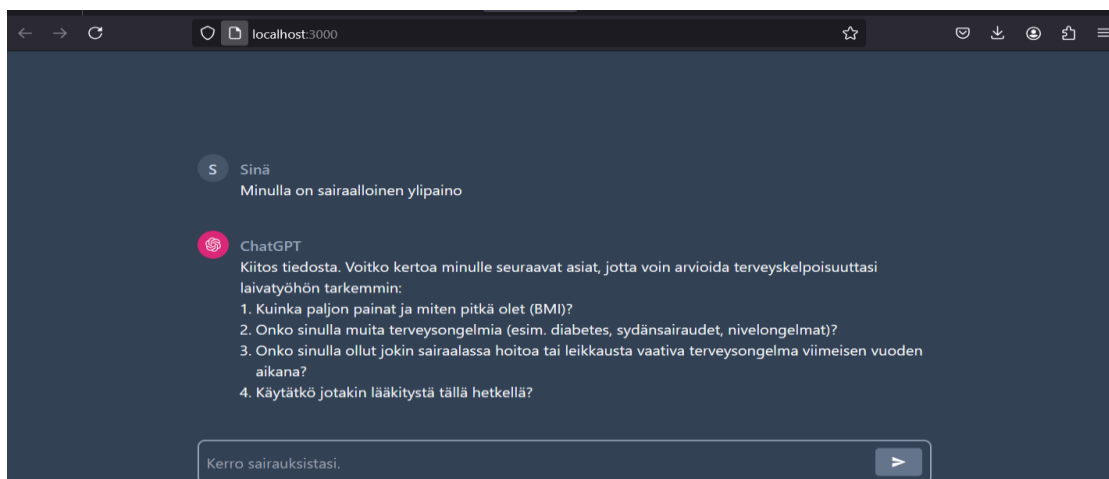 localhost:3000
S Sinä
Minulla on sairaalloinen ylipaino
ChatGPT
Kiitos tiedosta. Voitko kertoa minulle seuraavat asiat, jotta voin arvioida terveyskelpoisuuttasi
laivatyöhön tarkemmin:
1. Kuinka paljon painat ja miten pitkä olet (BMI)?
2. Onko sinulla muita terveysongelmia (esim. diabetes, sydänsairaudet, nivelongelmat)?
3. Onko sinulla ollut jokin sairaalassa hoitoa tai leikkausta vaativa terveysongelma viimeisen vuoden
aikana?
4. Käytätkö jotakin lääkitystä tällä hetkellä?
Kerro sairauksistasi.